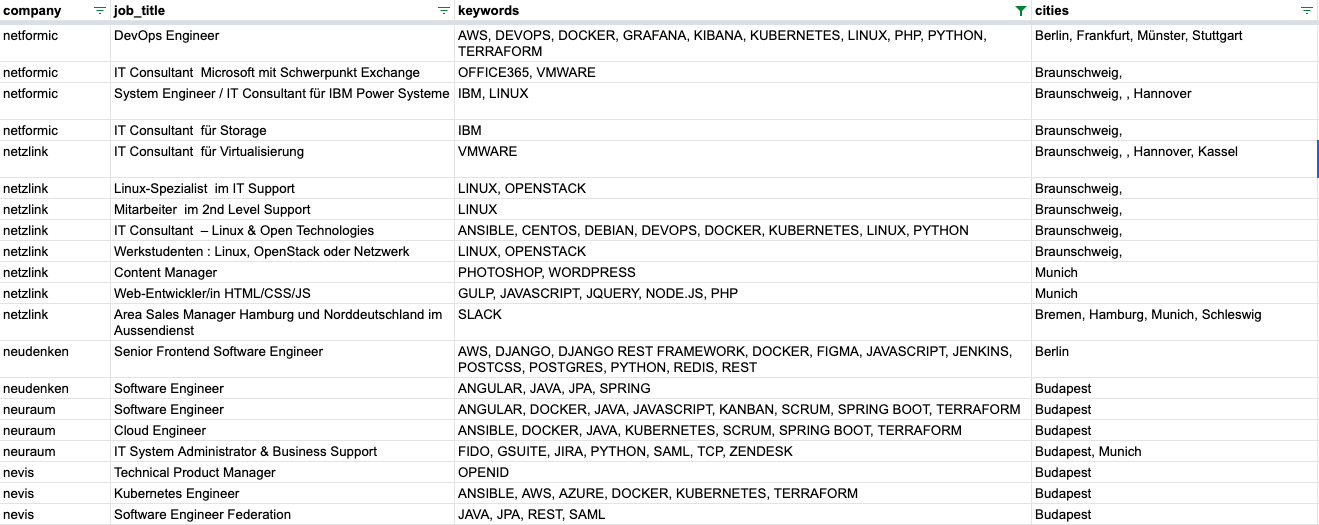 company job_title keywords cities
netformic DevOps Engineer AWS, DEVOPS, DOCKER, GRAFANA, KIBANA, KUBERNETES, LINUX, PHP, PYTHON, Berlin, Frankfurt, Münster, Stuttgart
TERRAFORM
netformic IT Consultant  Microsoft mit Schwerpunkt Exchange OFFICE365, VMWARE Braunschweig,
netformic System Engineer / IT Consultant für IBM Power Systeme IBM, LINUX Braunschweig, , Hannover
netformic IT Consultant  für Storage IBM Braunschweig,
netzlink IT Consultant  für Virtualisierung VMWARE Braunschweig, , Hannover, Kassel
netzlink Linux-Spezialist  im IT Support LINUX, OPENSTACK Braunschweig,
netzlink Mitarbeiter  im 2nd Level Support LINUX Braunschweig,
netzlink IT Consultant  – Linux & Open Technologies ANSIBLE, CENTOS, DEBIAN, DEVOPS, DOCKER, KUBERNETES, LINUX, PYTHON Braunschweig,
netzlink Werkstudenten : Linux, OpenStack oder Netzwerk LINUX, OPENSTACK Braunschweig,
netzlink Content Manager PHOTOSHOP, WORDPRESS Munich
netzlink Web-Entwickler/in HTML/CSS/JS GULP, JAVASCRIPT, JQUERY, NODE.JS, PHP Munich
netzlink Area Sales Manager Hamburg und Norddeutschland im SLACK Bremen, Hamburg, Munich, Schleswig
Aussendienst
neudenken Senior Frontend Software Engineer AWS, DJANGO, DJANGO REST FRAMEWORK, DOCKER, FIGMA, JAVASCRIPT, JENKINS, Berlin
POSTCSS, POSTGRES, PYTHON, REDIS, REST
neudenken Software Engineer ANGULAR, JAVA, JPA, SPRING Budapest
neuraum Software Engineer ANGULAR, DOCKER, JAVA, JAVASCRIPT, KANBAN, SCRUM, SPRING BOOT, TERRAFORM Budapest
neuraum Cloud Engineer ANSIBLE, DOCKER, JAVA, KUBERNETES, SCRUM, SPRING BOOT, TERRAFORM Budapest
neuraum IT System Administrator & Business Support FIDO, GSUITE, JIRA, PYTHON, SAML, TCP, ZENDESK Budapest, Munich
nevis Technical Product Manager OPENID Budapest
nevis Kubernetes Engineer ANSIBLE, AWS, AZURE, DOCKER, KUBERNETES, TERRAFORM Budapest
nevis Software Engineer Federation JAVA, JPA, REST, SAML Budapest